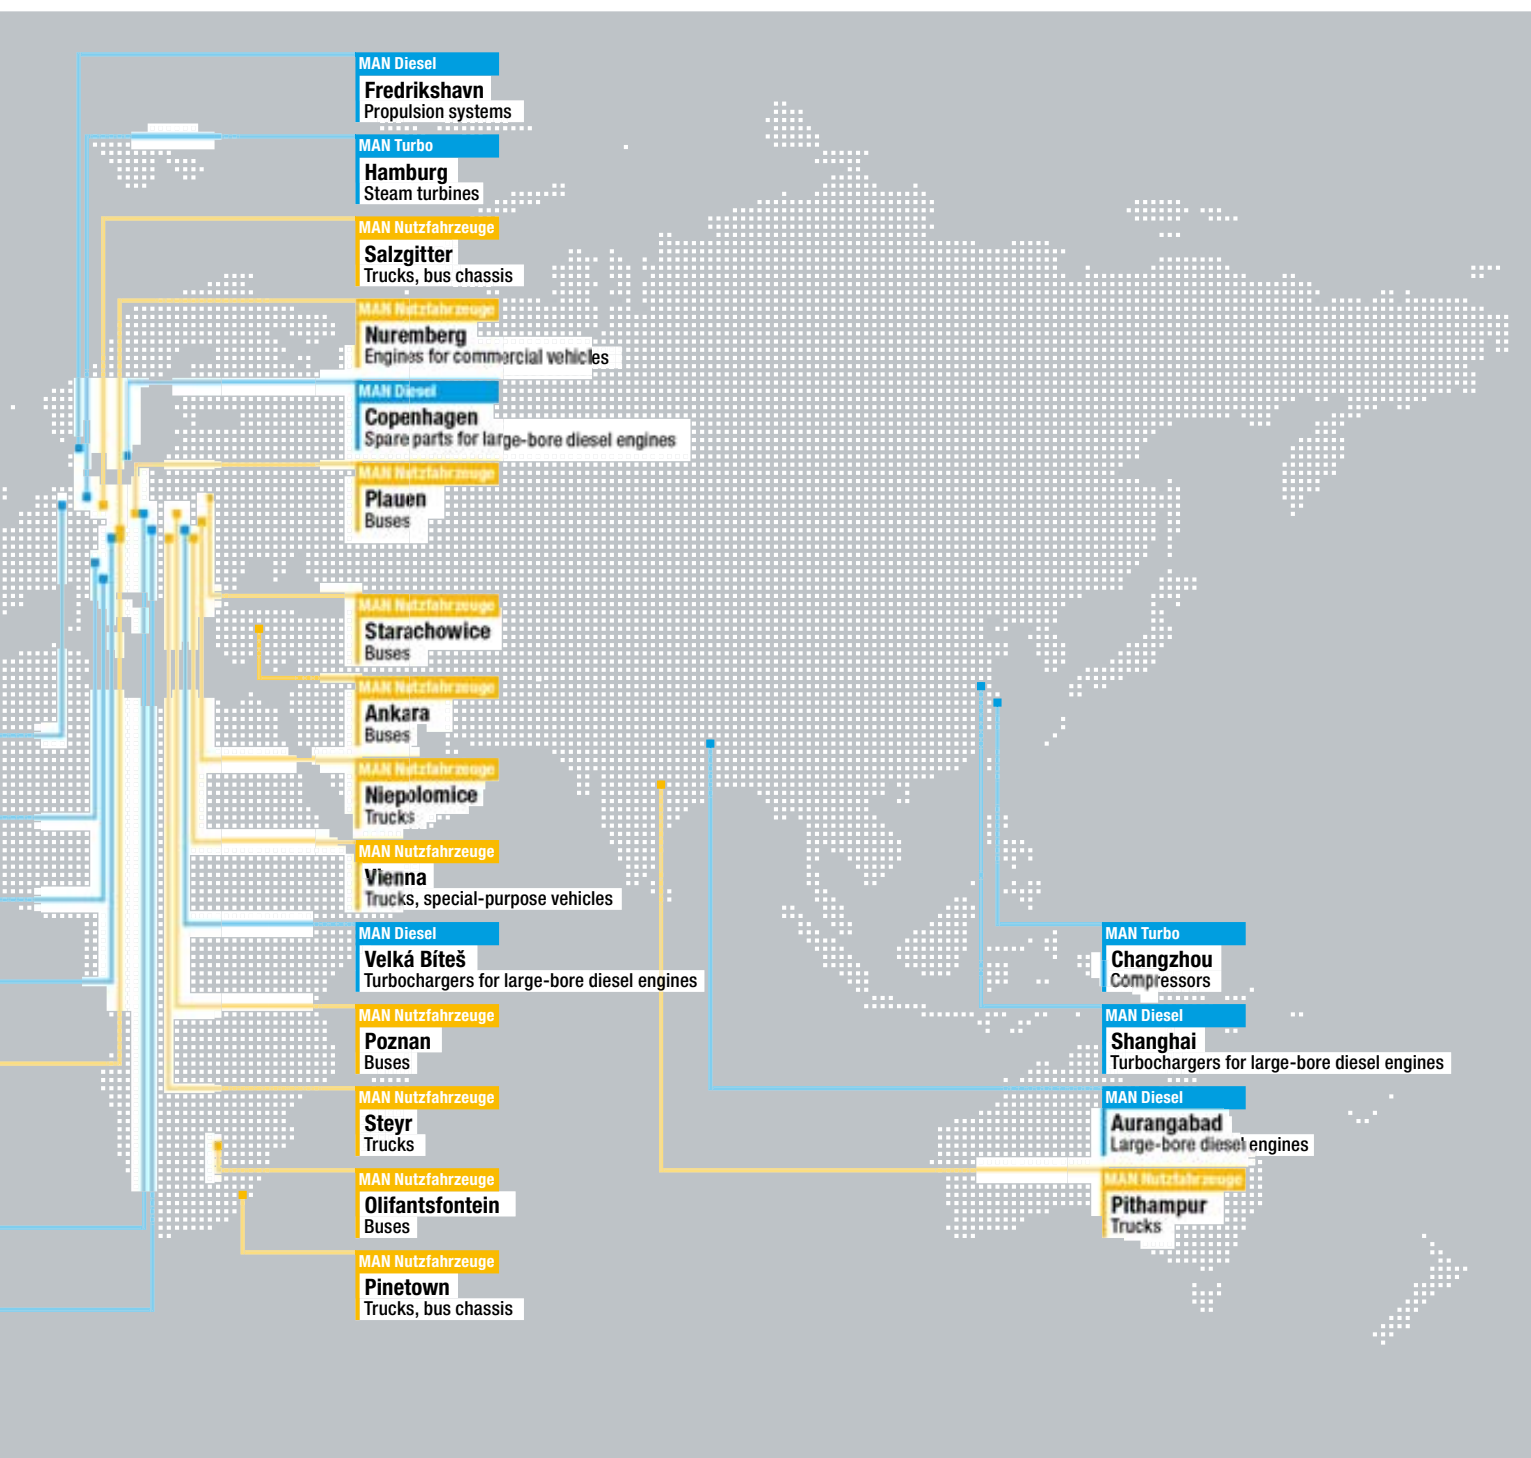 MAN Diesel
Fredrikshavn
Propulsion systems
MAN Turbo
Hamburg
Steam turbines
MAN Nutzfahrzeuge
Salzgitter
Trucks, bus chassis
MAN Nutzfahrzeuge
Nuremberg
Engines for commercial vehicles
MAN Diesel
Copenhagen
Spare parts for large-bore diesel engines
MAN Nutzfahrzeuge
Plauen
Buses
MAN Nutzfahrzeuge
Starachowice
Buses
MAN Nutzfahrzeuge
Ankara
Buses
MAN Nutzfahrzeuge
Niepolomice
Trucks
MAN Nutzfahrzeuge
Vienna
Trucks, special-purpose vehicles
MAN Diesel
Velká Bíteš
Turbochargers for large-bore diesel engines
MAN Nutzfahrzeuge
Poznan
Buses
MAN Nutzfahrzeuge
Steyr
Trucks
MAN Nutzfahrzeuge
Olifantsfontein
Buses
MAN Nutzfahrzeuge
Pinetown
Trucks, bus chassis
MAN Turbo
Changzhou
Compressors
MAN Diesel
Shanghai
Turbochargers for large-bore diesel engines
MAN Diesel
Aurangabad
Large-bore diesel engines
MAN Nutzfahrzeuge
Pithampur
Trucks